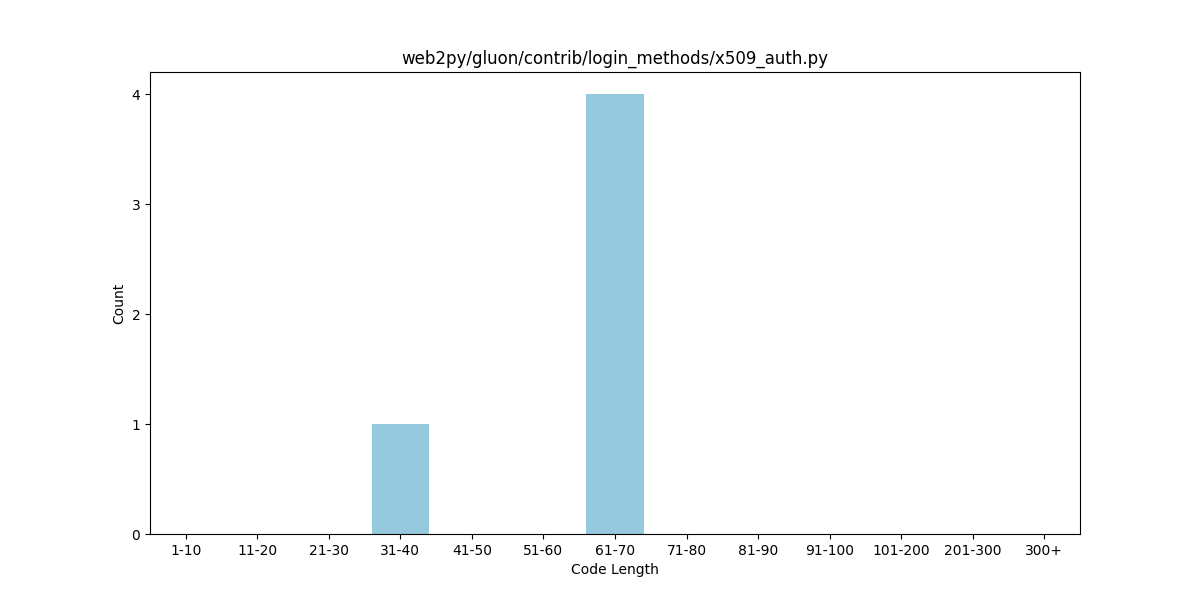 web2py/gluon/contrib/login_methods/x509_auth.py
4
3
2
1
0
Count
1-10 11-20 21-30 31-40 41-50 51-60 61-70 71-80 81-90 91-100 101-200 201-300 300+
Code Length